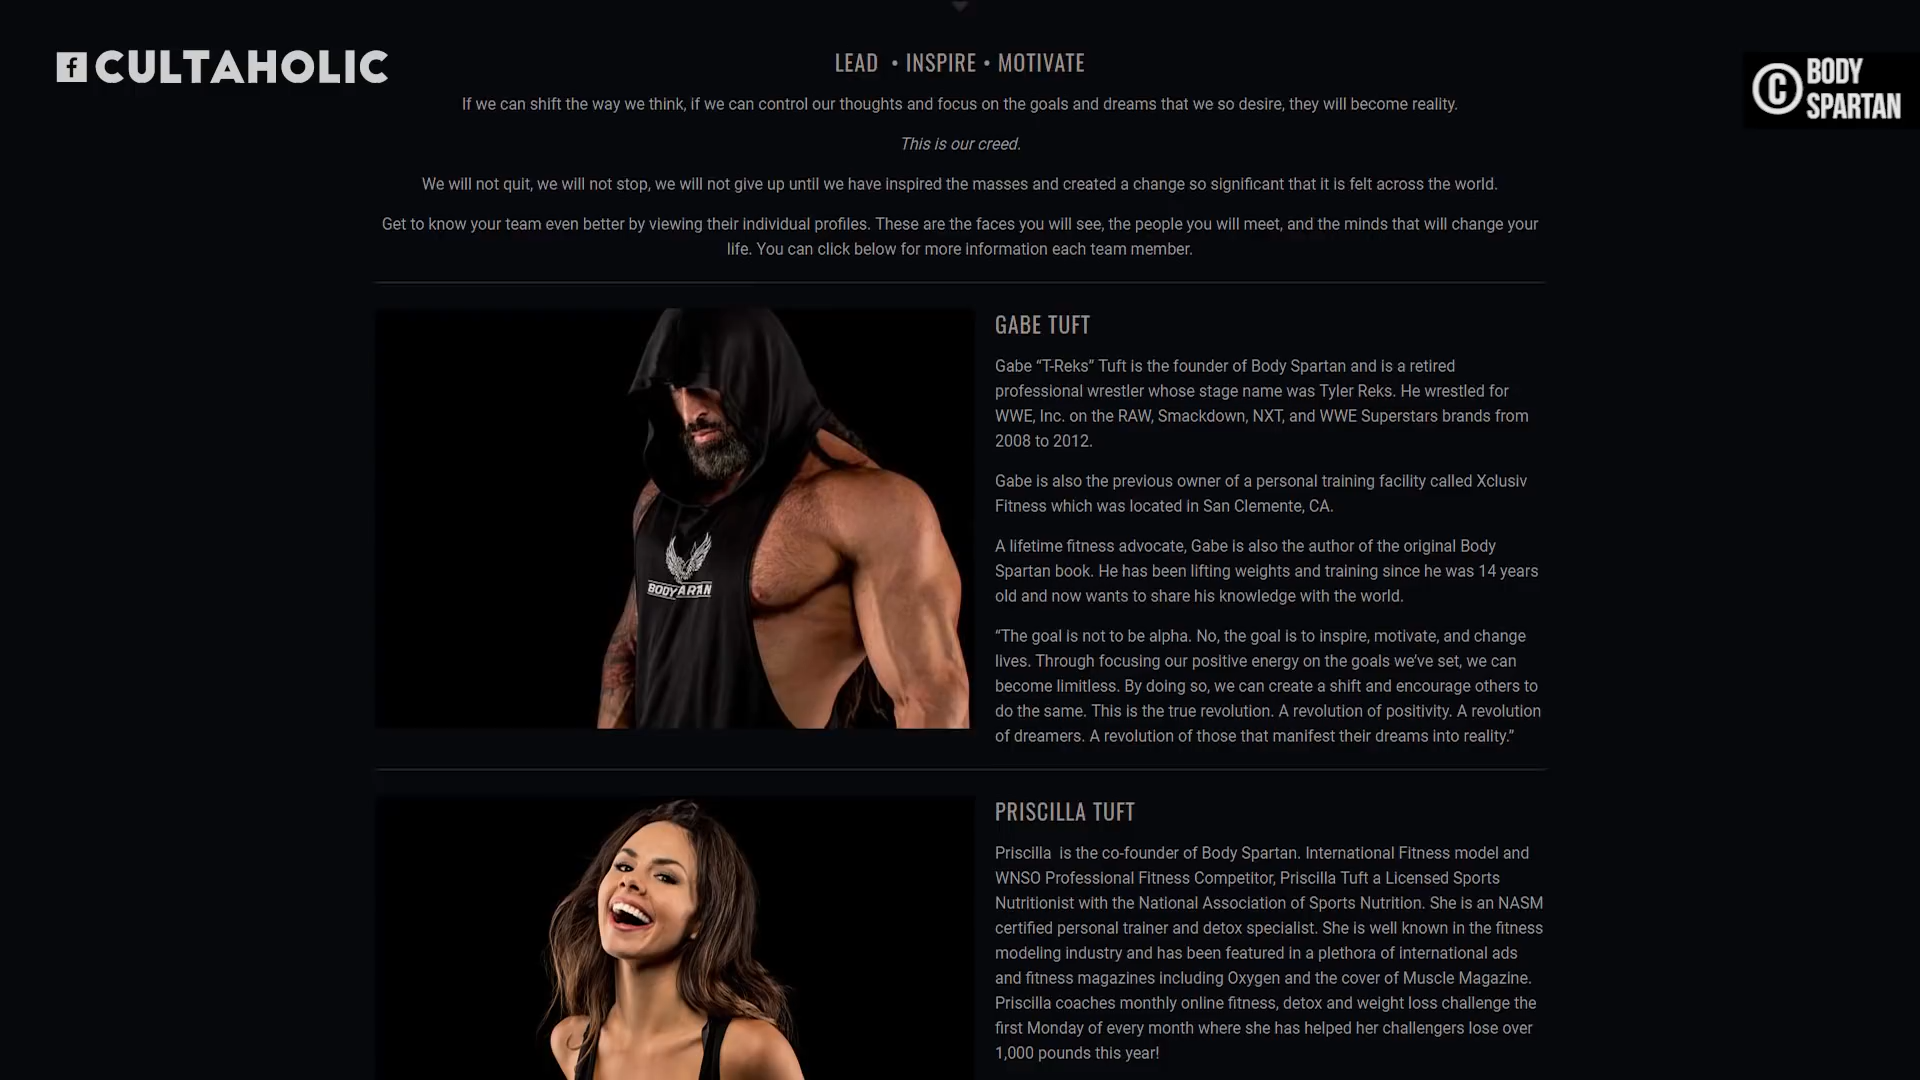 CULTAHOLIC
© BODY
SPARTAN
LEAD • INSPIRE • MOTIVATE
If we can shift the way we think, if we can control our thoughts and focus on the goals and dreams that we so desire, they will become reality.
This is our creed.
We will not quit, we will not stop, we will not give up until we have inspired the masses and created a change so significant that it is felt across the world.
Get to know your team even better by viewing their individual profiles. These are the faces you will see, the people you will meet, and the minds that will change your
life. You can click below for more information each team member.
GABE TUFT
Gabe “T-Reks” Tuft is the founder of Body Spartan and is a retired
professional wrestler whose stage name was Tyler Reks. He wrestled for
WWE, Inc. on the RAW, Smackdown, NXT, and WWE Superstars brands from
2008 to 2012.
Gabe is also the previous owner of a personal training facility called Xclusiv
Fitness which was located in San Clemente, CA.
A lifetime fitness advocate, Gabe is also the author of the original Body
Spartan book. He has been lifting weights and training since he was 14 years
old and now wants to share his knowledge with the world.
“The goal is not to be alpha. No, the goal is to inspire, motivate, and change
lives. Through focusing our positive energy on the goals we’ve set, we can
become limitless. By doing so, we can create a shift and encourage others to
do the same. This is the true revolution. A revolution of positivity. A revolution
of dreamers. A revolution of those that manifest their dreams into reality.”
PRISCILLA TUFT
Priscilla is the co-founder of Body Spartan. International Fitness model and
WNSO Professional Fitness Competitor, Priscilla Tuft a Licensed Sports
Nutritionist with the National Association of Sports Nutrition. She is an NASM
certified personal trainer and detox specialist. She is well known in the fitness
modeling industry and has been featured in a plethora of international ads
and fitness magazines including Oxygen and the cover of Muscle Magazine.
Priscilla coaches monthly online fitness, detox and weight loss challenge the
first Monday of every month where she has helped her challengers lose over
1,000 pounds this year!